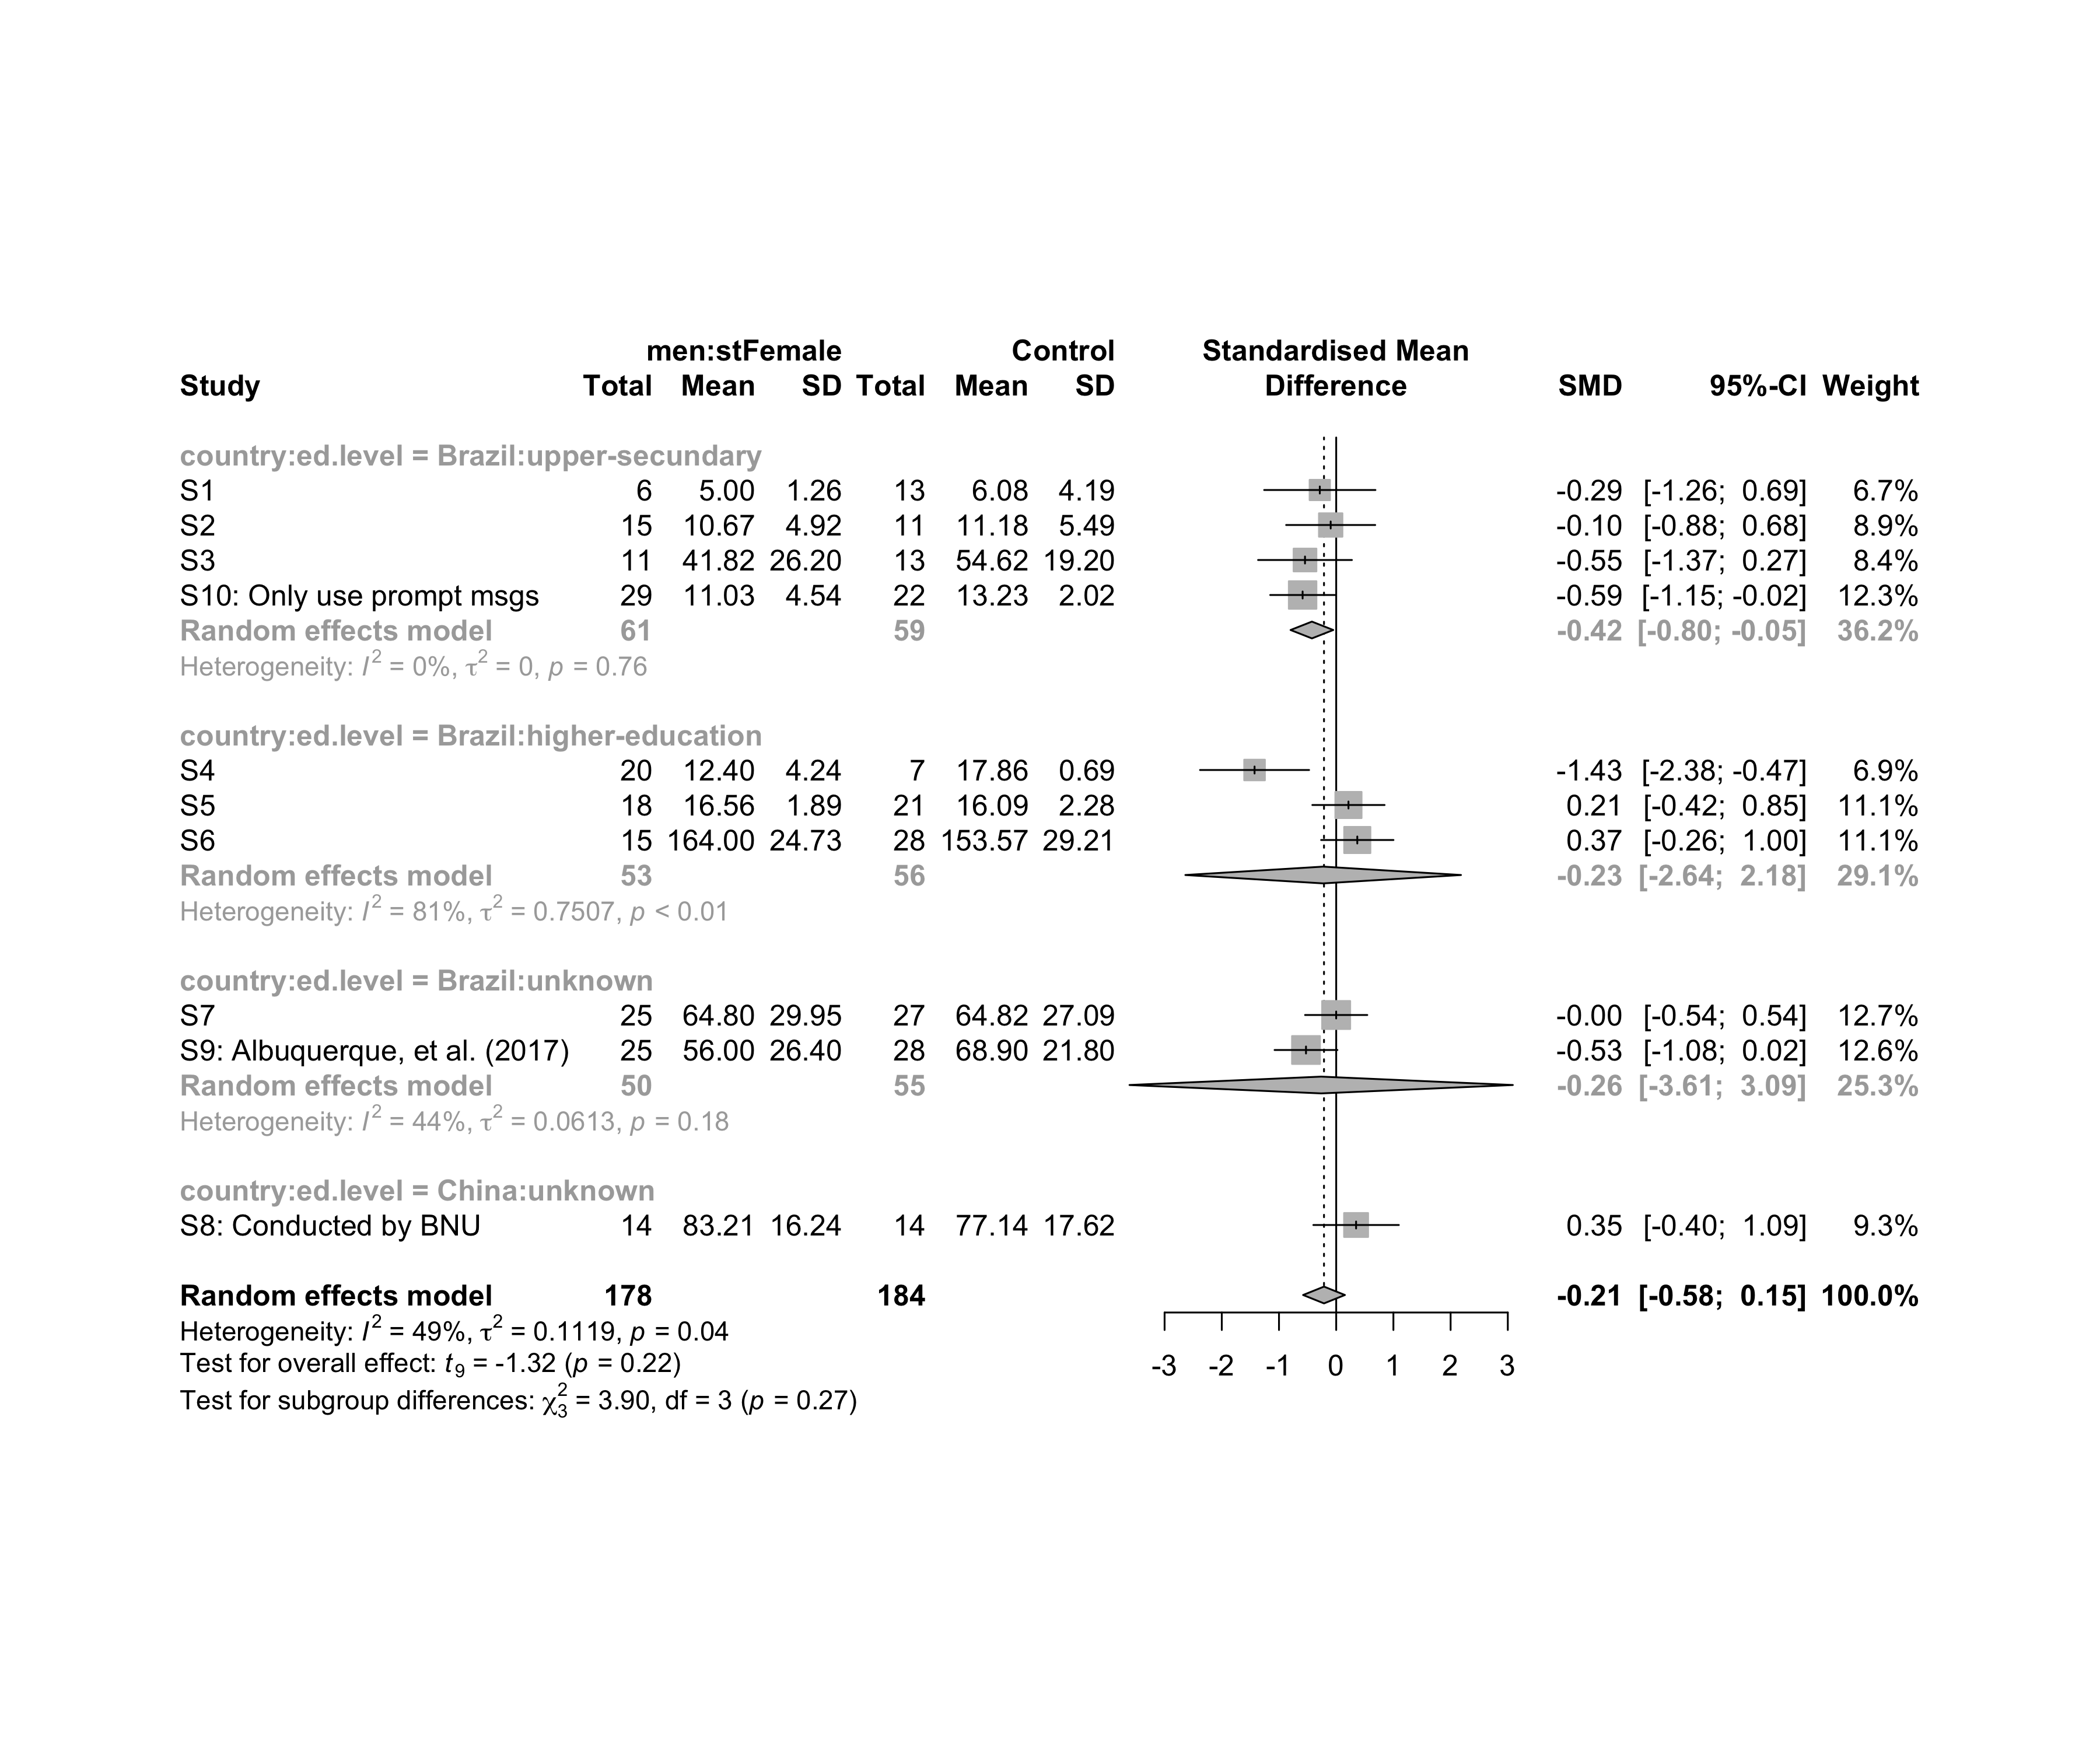 men:stFemale Control Standardised Mean
Study Total Mean SD Total Mean SD Difference SMD 95%-CI Weight
country:ed.level = Brazil:upper-secundary
S1 6 5.00 1.26 13 6.08 4.19 -0.29 [-1.26; 0.69] 6.7%
S2 15 10.67 4.92 11 11.18 5.49 -0.10 [-0.88; 0.68] 8.9%
S3 11 41.82 26.20 13 54.62 19.20 -0.55 [-1.37; 0.27] 8.4%
S10: Only use prompt msgs 29 11.03 4.54 22 13.23 2.02 -0.59 [-1.15; -0.02] 12.3%
Random effects model 61 59 -0.42 [-0.80; -0.05] 36.2%
Heterogeneity: I² = 0%, τ² = 0, p = 0.76
country:ed.level = Brazil:higher-education
S4 20 12.40 4.24 7 17.86 0.69 -1.43 [-2.38; -0.47] 6.9%
S5 18 16.56 1.89 21 16.09 2.28 0.21 [-0.42; 0.85] 11.1%
S6 15 164.00 24.73 28 153.57 29.21 0.37 [-0.26; 1.00] 11.1%
Random effects model 53 56 -0.23 [-2.64; 2.18] 29.1%
Heterogeneity: I² = 81%, τ² = 0.7507, p < 0.01
country:ed.level = Brazil:unknown
S7 25 64.80 29.95 27 64.82 27.09 -0.00 [-0.54; 0.54] 12.7%
S9: Albuquerque, et al. (2017) 25 56.00 26.40 28 68.90 21.80 -0.53 [-1.08; 0.02] 12.6%
Random effects model 50 55 -0.26 [-3.61; 3.09] 25.3%
Heterogeneity: I² = 44%, τ² = 0.0613, p = 0.18
country:ed.level = China:unknown
S8: Conducted by BNU 14 83.21 16.24 14 77.14 17.62 0.35 [-0.40; 1.09] 9.3%
Random effects model 178 184 -0.21 [-0.58; 0.15] 100.0%
Heterogeneity: I² = 49%, τ² = 0.1119, p = 0.04
Test for overall effect: t₉ = -1.32 (p = 0.22)
-3 -2 -1 0 1 2 3
Test for subgroup differences: χ²₃ = 3.90, df = 3 (p = 0.27)